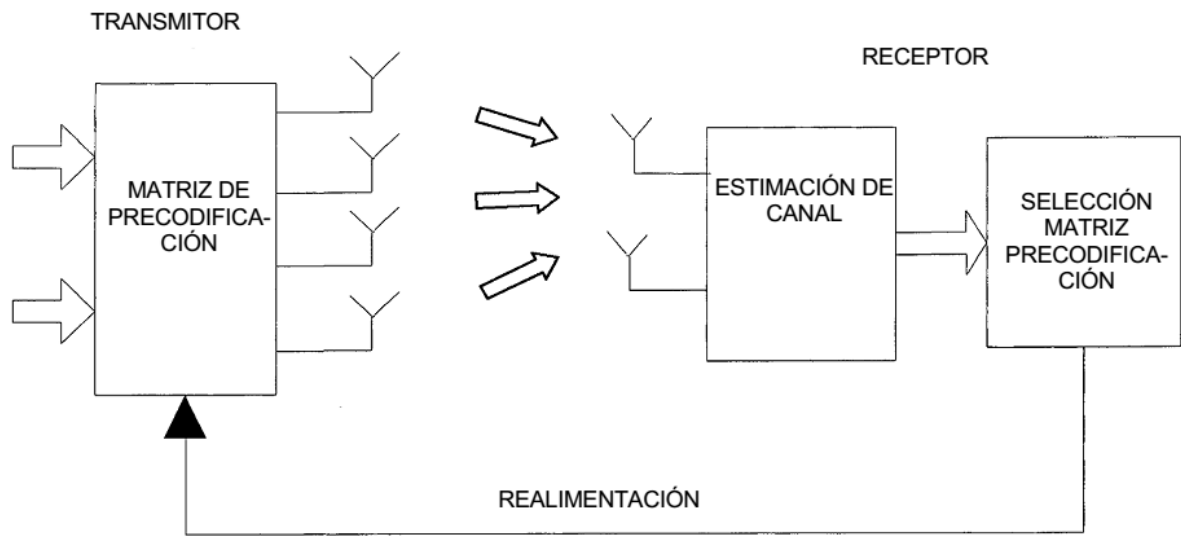 TRANSMITOR
RECEPTOR
MATRIZ DE
PRECODIFICA-
CIÓN
ESTIMACIÓN DE
CANAL
SELECCIÓN
MATRIZ
PRECODIFICA-
CIÓN
REALIMENTACIÓN